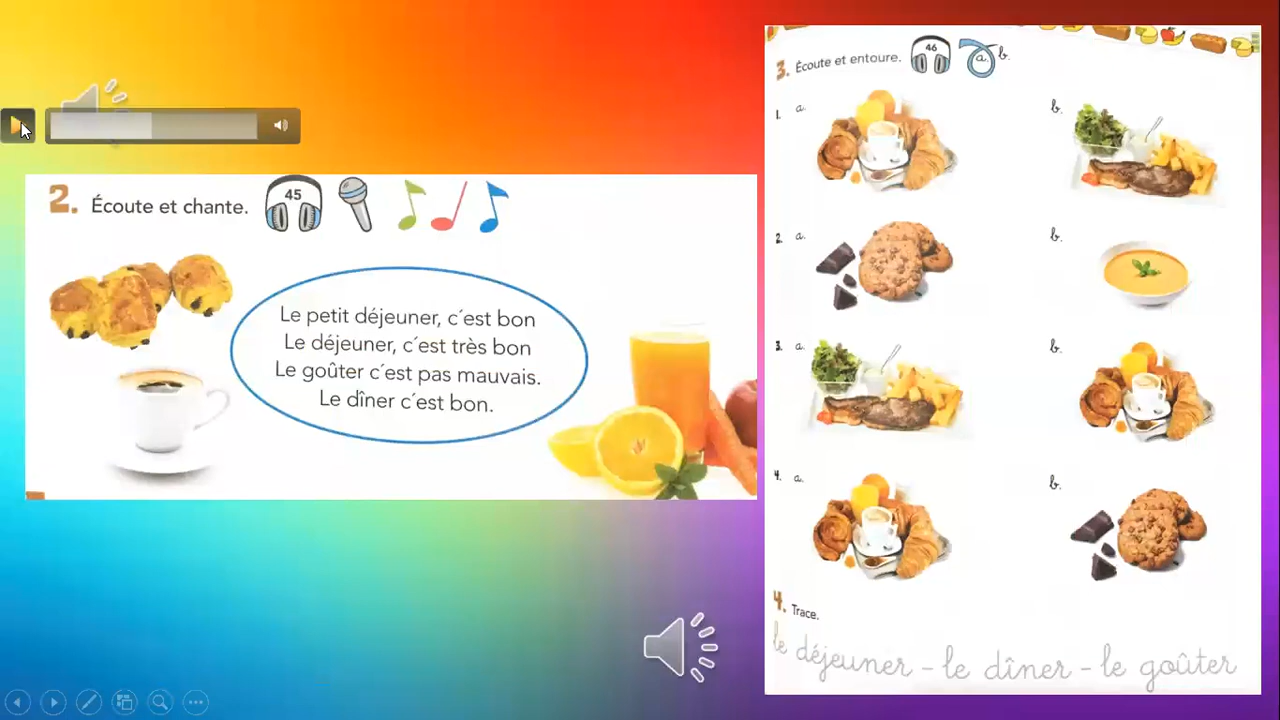 2. Écoute et chante.
45
Le petit déjeuner, c´est bon
Le déjeuner, c´est très bon
Le goûter c´est pas mauvais.
Le dîner c´est bon.
3. Écoute et entoure.
46
a. b.
1. a. b.
2. a. b.
3. a. b.
4. a. b.
4. Trace.
le déjeuner - le dîner - le goûter